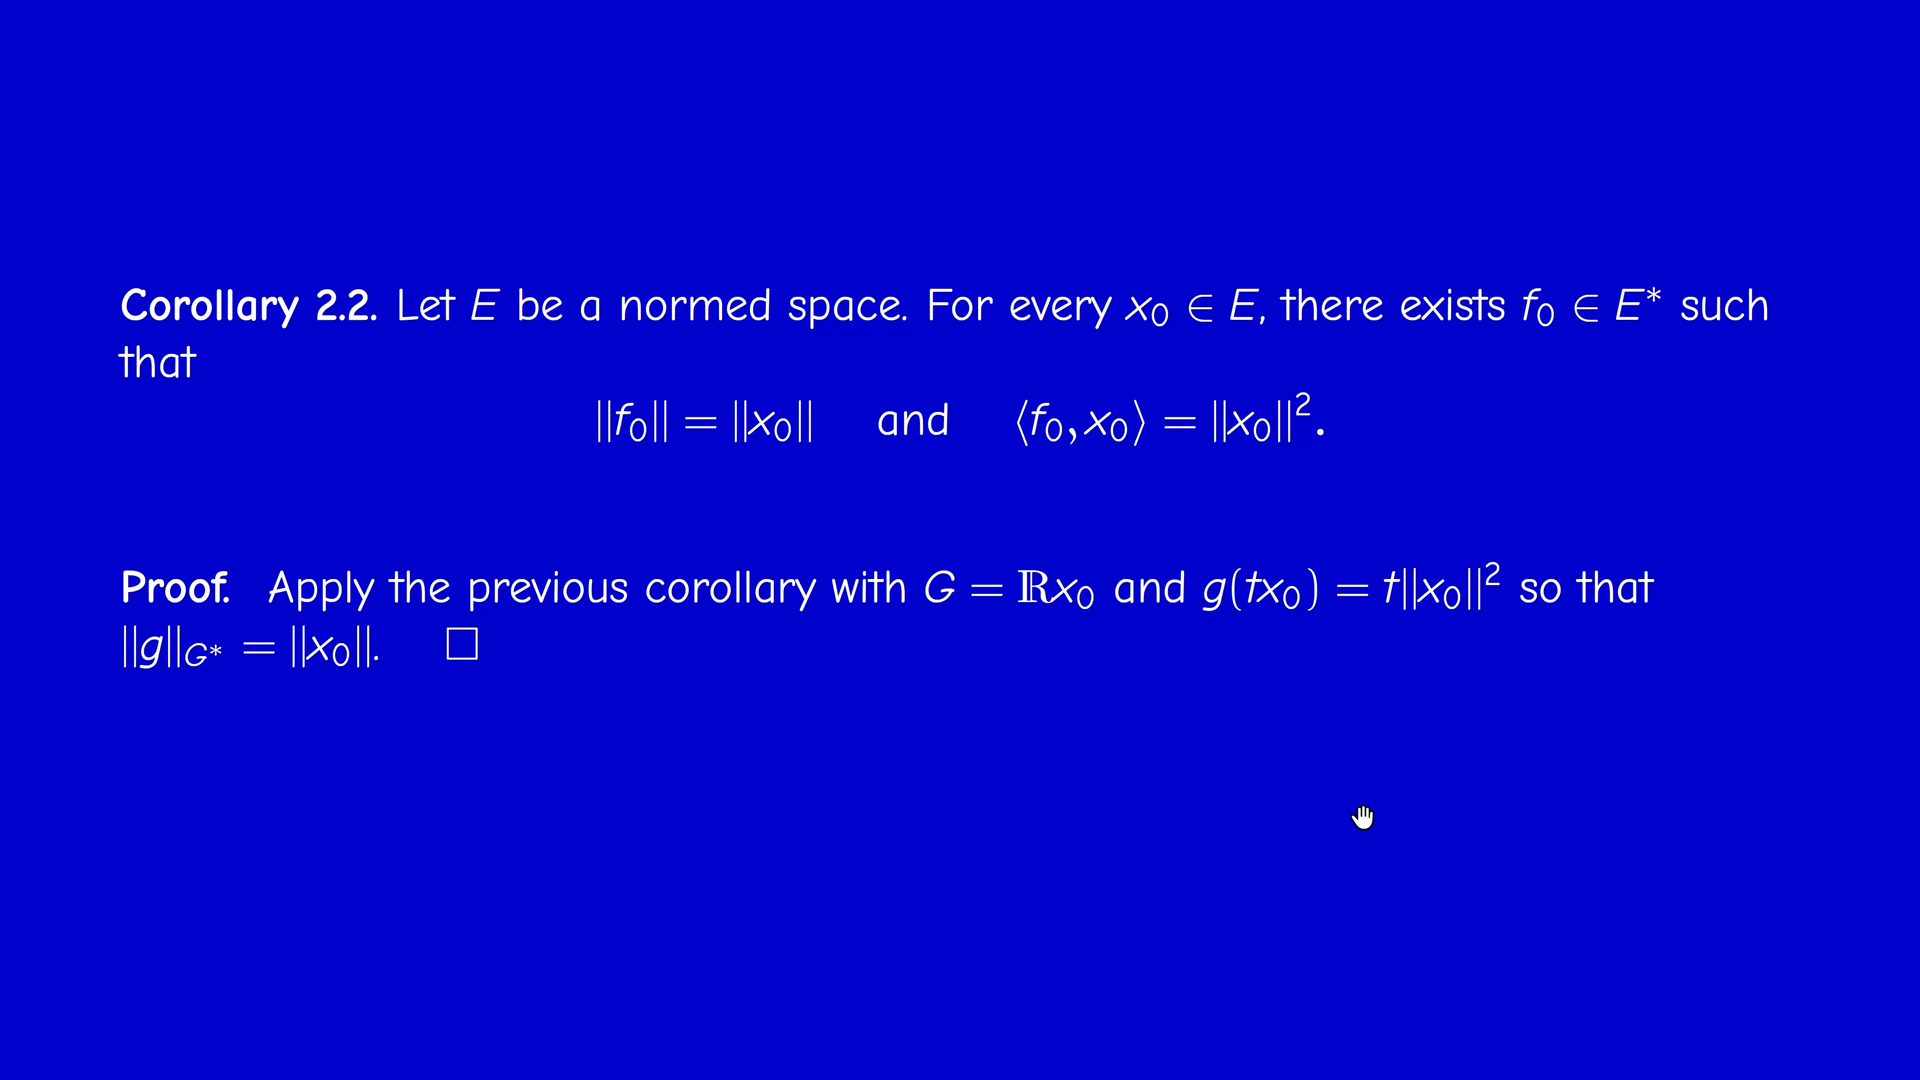 Corollary 2.2. Let E be a normed space. For every x₀ ∈ E, there exists f₀ ∈ E* such
that
||f₀|| = ||x₀|| and ⟨f₀, x₀⟩ = ||x₀||².
Proof. Apply the previous corollary with G = ℝx₀ and g(tx₀) = t||x₀||² so that
||g||_G* = ||x₀||. □